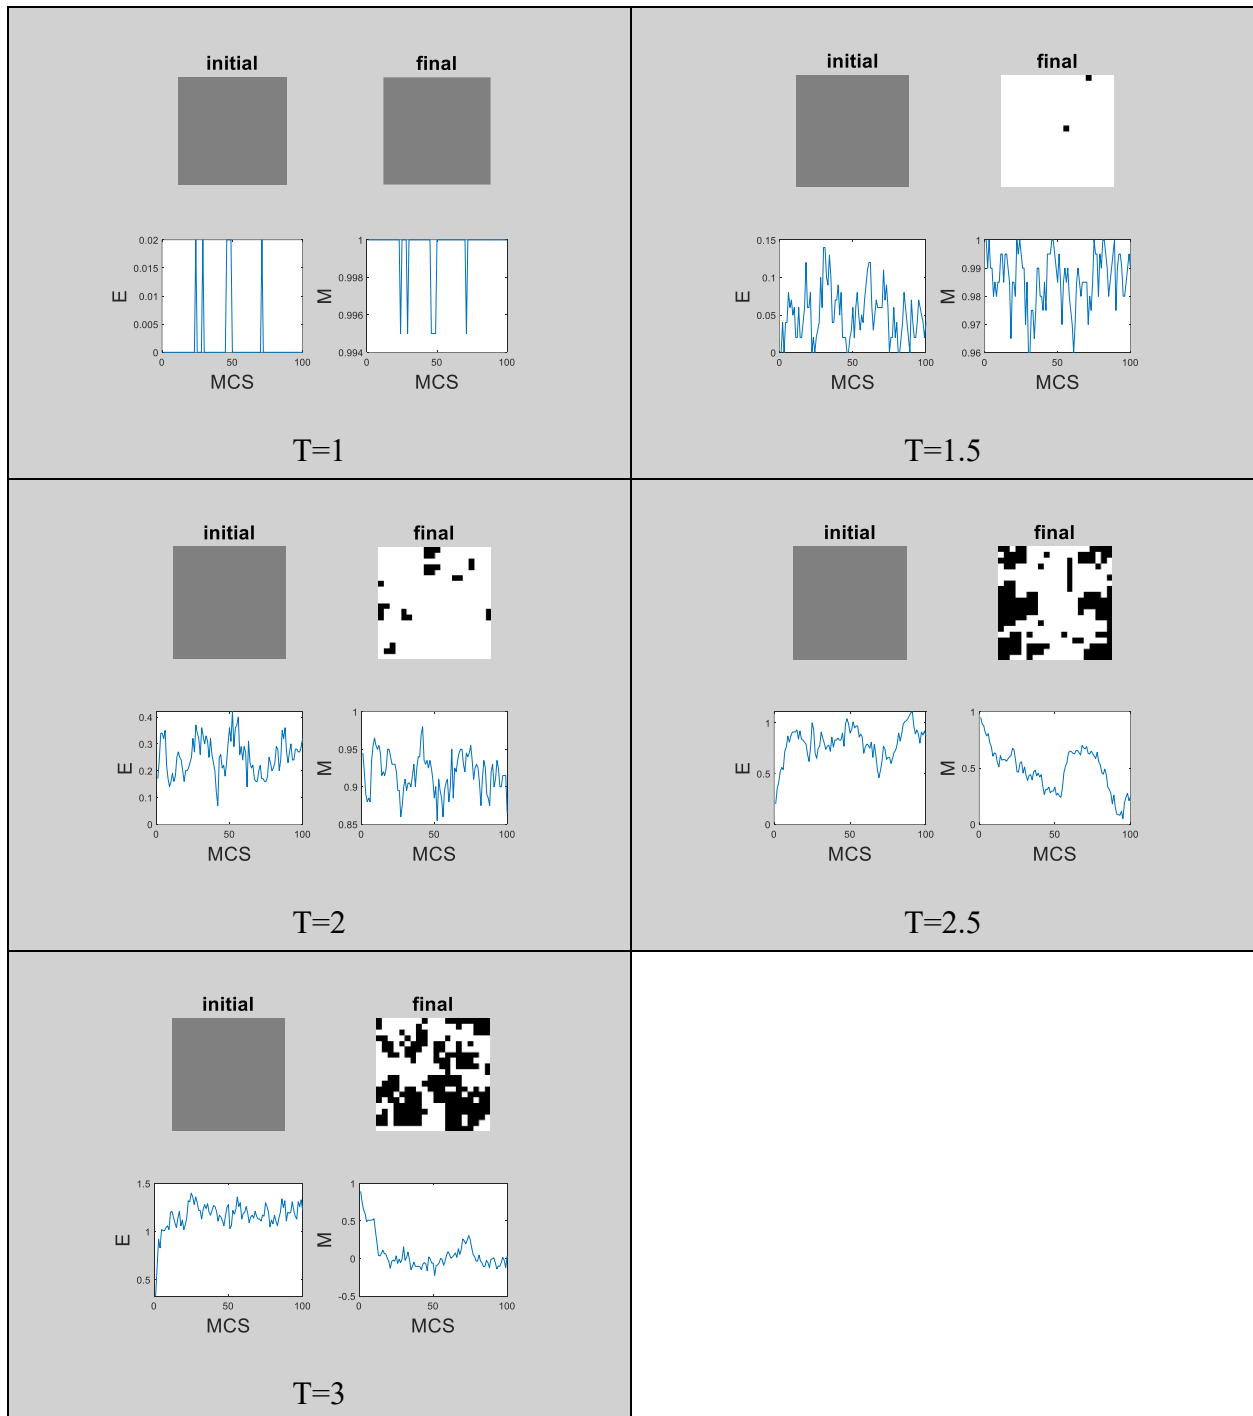 initial final
0.02
0.015
0.01
0.005
0
E
0 50 100
MCS
1
0.998
0.996
0.994
M
0 50 100
MCS
T=1
initial final
0.15
0.1
0.05
0
E
0 50 100
MCS
1
0.99
0.98
0.97
0.96
M
0 50 100
MCS
T=1.5
initial final
0.4
0.3
0.2
0.1
0
E
0 50 100
MCS
1
0.95
0.9
0.85
M
0 50 100
MCS
T=2
initial final
1
0.5
0
E
0 50 100
MCS
1
0.5
0
M
0 50 100
MCS
T=2.5
initial final
1.5
1
0.5
E
0 50 100
MCS
1
0.5
0
-0.5
M
0 50 100
MCS
T=3